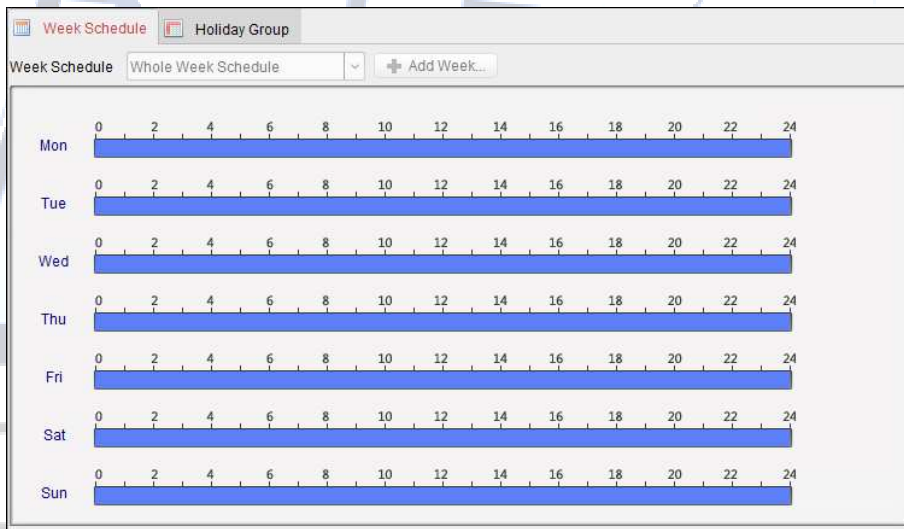 Week Schedule Holiday Group
Week Schedule Whole Week Schedule Add Week...
0 2 4 6 8 10 12 14 16 18 20 22 24
Mon
0 2 4 6 8 10 12 14 16 18 20 22 24
Tue
0 2 4 6 8 10 12 14 16 18 20 22 24
Wed
0 2 4 6 8 10 12 14 16 18 20 22 24
Thu
0 2 4 6 8 10 12 14 16 18 20 22 24
Fri
0 2 4 6 8 10 12 14 16 18 20 22 24
Sat
0 2 4 6 8 10 12 14 16 18 20 22 24
Sun